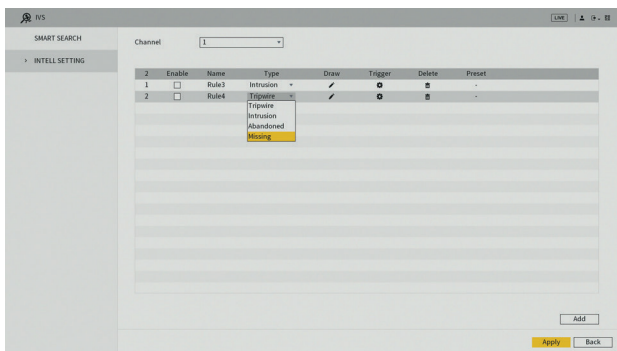 IVS
LIVE
SMART SEARCH
INTELL SETTING
Channel 1
2 Enable Name Type Draw Trigger Delete Preset
1 Rule3 Intrusion -
2 Rule4 Tripwire -
Tripwire
Intrusion
Abandoned
Missing
Add
Apply Back